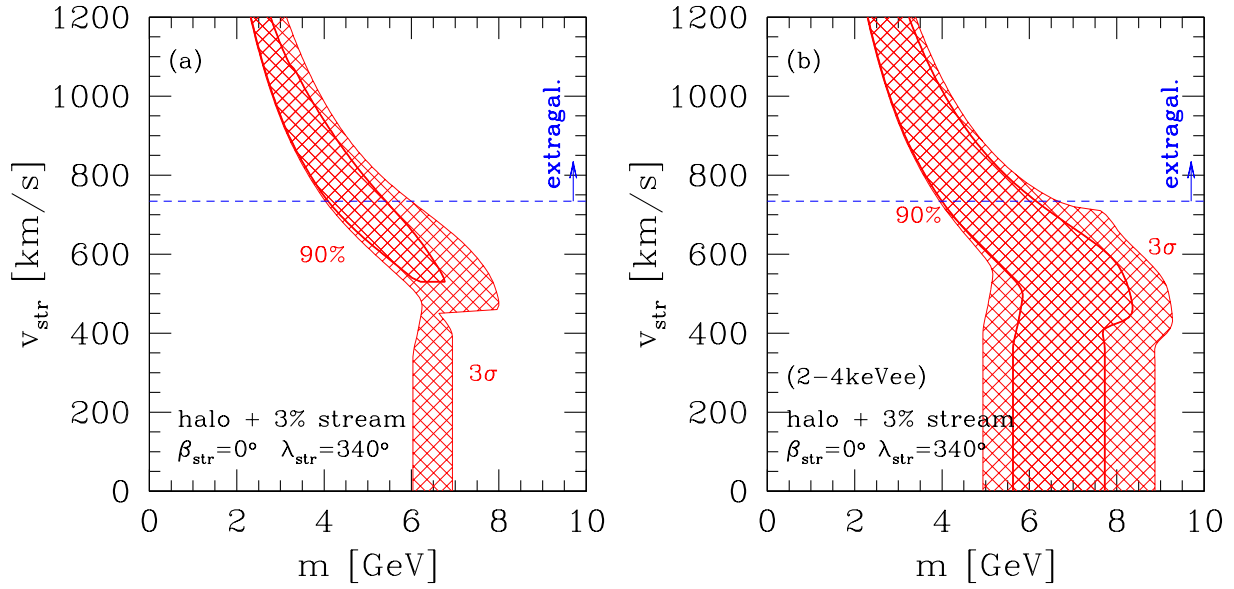 1200
1000
800
600
400
200
0
v_str [km/s]
(a)
extragal.
90%
3σ
halo + 3% stream
β_str=0° λ_str=340°
0 2 4 6 8 10
m [GeV]
1200
1000
800
600
400
200
0
v_str [km/s]
(b)
extragal.
90%
3σ
(2-4keVee)
halo + 3% stream
β_str=0° λ_str=340°
0 2 4 6 8 10
m [GeV]